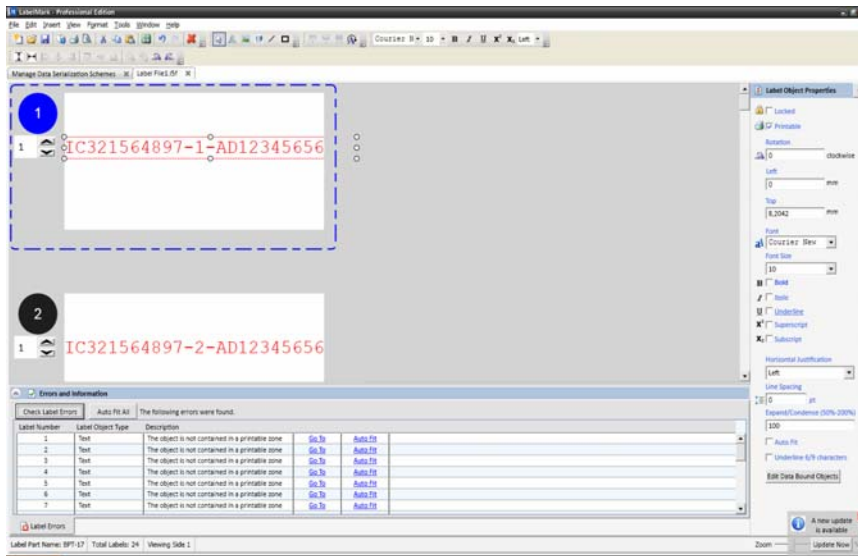 LabelMark - Professional Edition
File Edit Insert View Format Tools Window Help
Courier N 10 B I U X² X₂ Left
Manage Data Serialization Schemes X Label File1.l5f X
Label Object Properties
1
1 IC321564897-1-AD12345656
2
1 IC321564897-2-AD12345656
Locked
Printable
Rotation
0 clockwise
Left
0 mm
Top
8,2042 mm
Font
Courier New
Font Size
10
B Bold
I Italic
U Underline
X² Superscript
X₂ Subscript
Horizontal Justification
Left
Line Spacing
0 pt
Expand/Condense (50%-200%)
100
Auto Fit
Underline 6/9 characters
Edit Data Bound Objects
Errors and Information
Check Label Errors Auto Fit All The following errors were found.
Label Number Label Object Type Description
1 Text The object is not contained in a printable zone Go To Auto Fit
2 Text The object is not contained in a printable zone Go To Auto Fit
3 Text The object is not contained in a printable zone Go To Auto Fit
4 Text The object is not contained in a printable zone Go To Auto Fit
5 Text The object is not contained in a printable zone Go To Auto Fit
6 Text The object is not contained in a printable zone Go To Auto Fit
7 Text The object is not contained in a printable zone Go To Auto Fit
Label Errors
A new update
is available
Label Part Name: BPT-17 Total Labels: 24 Viewing Side 1
Zoom Update Now